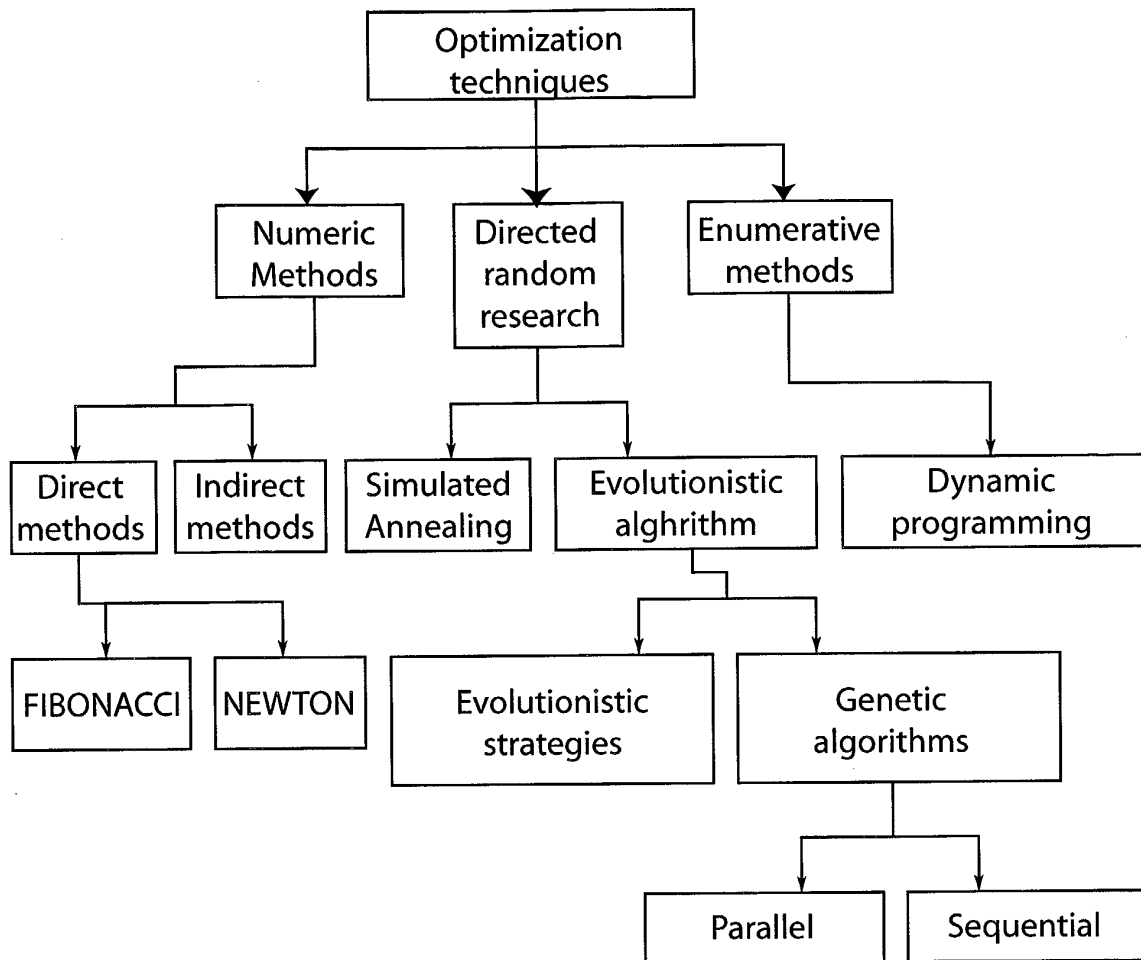 Optimization
techniques
Numeric
Methods
Directed
random
research
Enumerative
methods
Direct
methods
Indirect
methods
Simulated
Annealing
Evolutionistic
alghrithm
Dynamic
programming
FIBONACCI
NEWTON
Evolutionistic
strategies
Genetic
algorithms
Parallel
Sequential